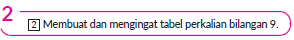 2
2 Membuat dan mengingat tabel perkalian bilangan 9.